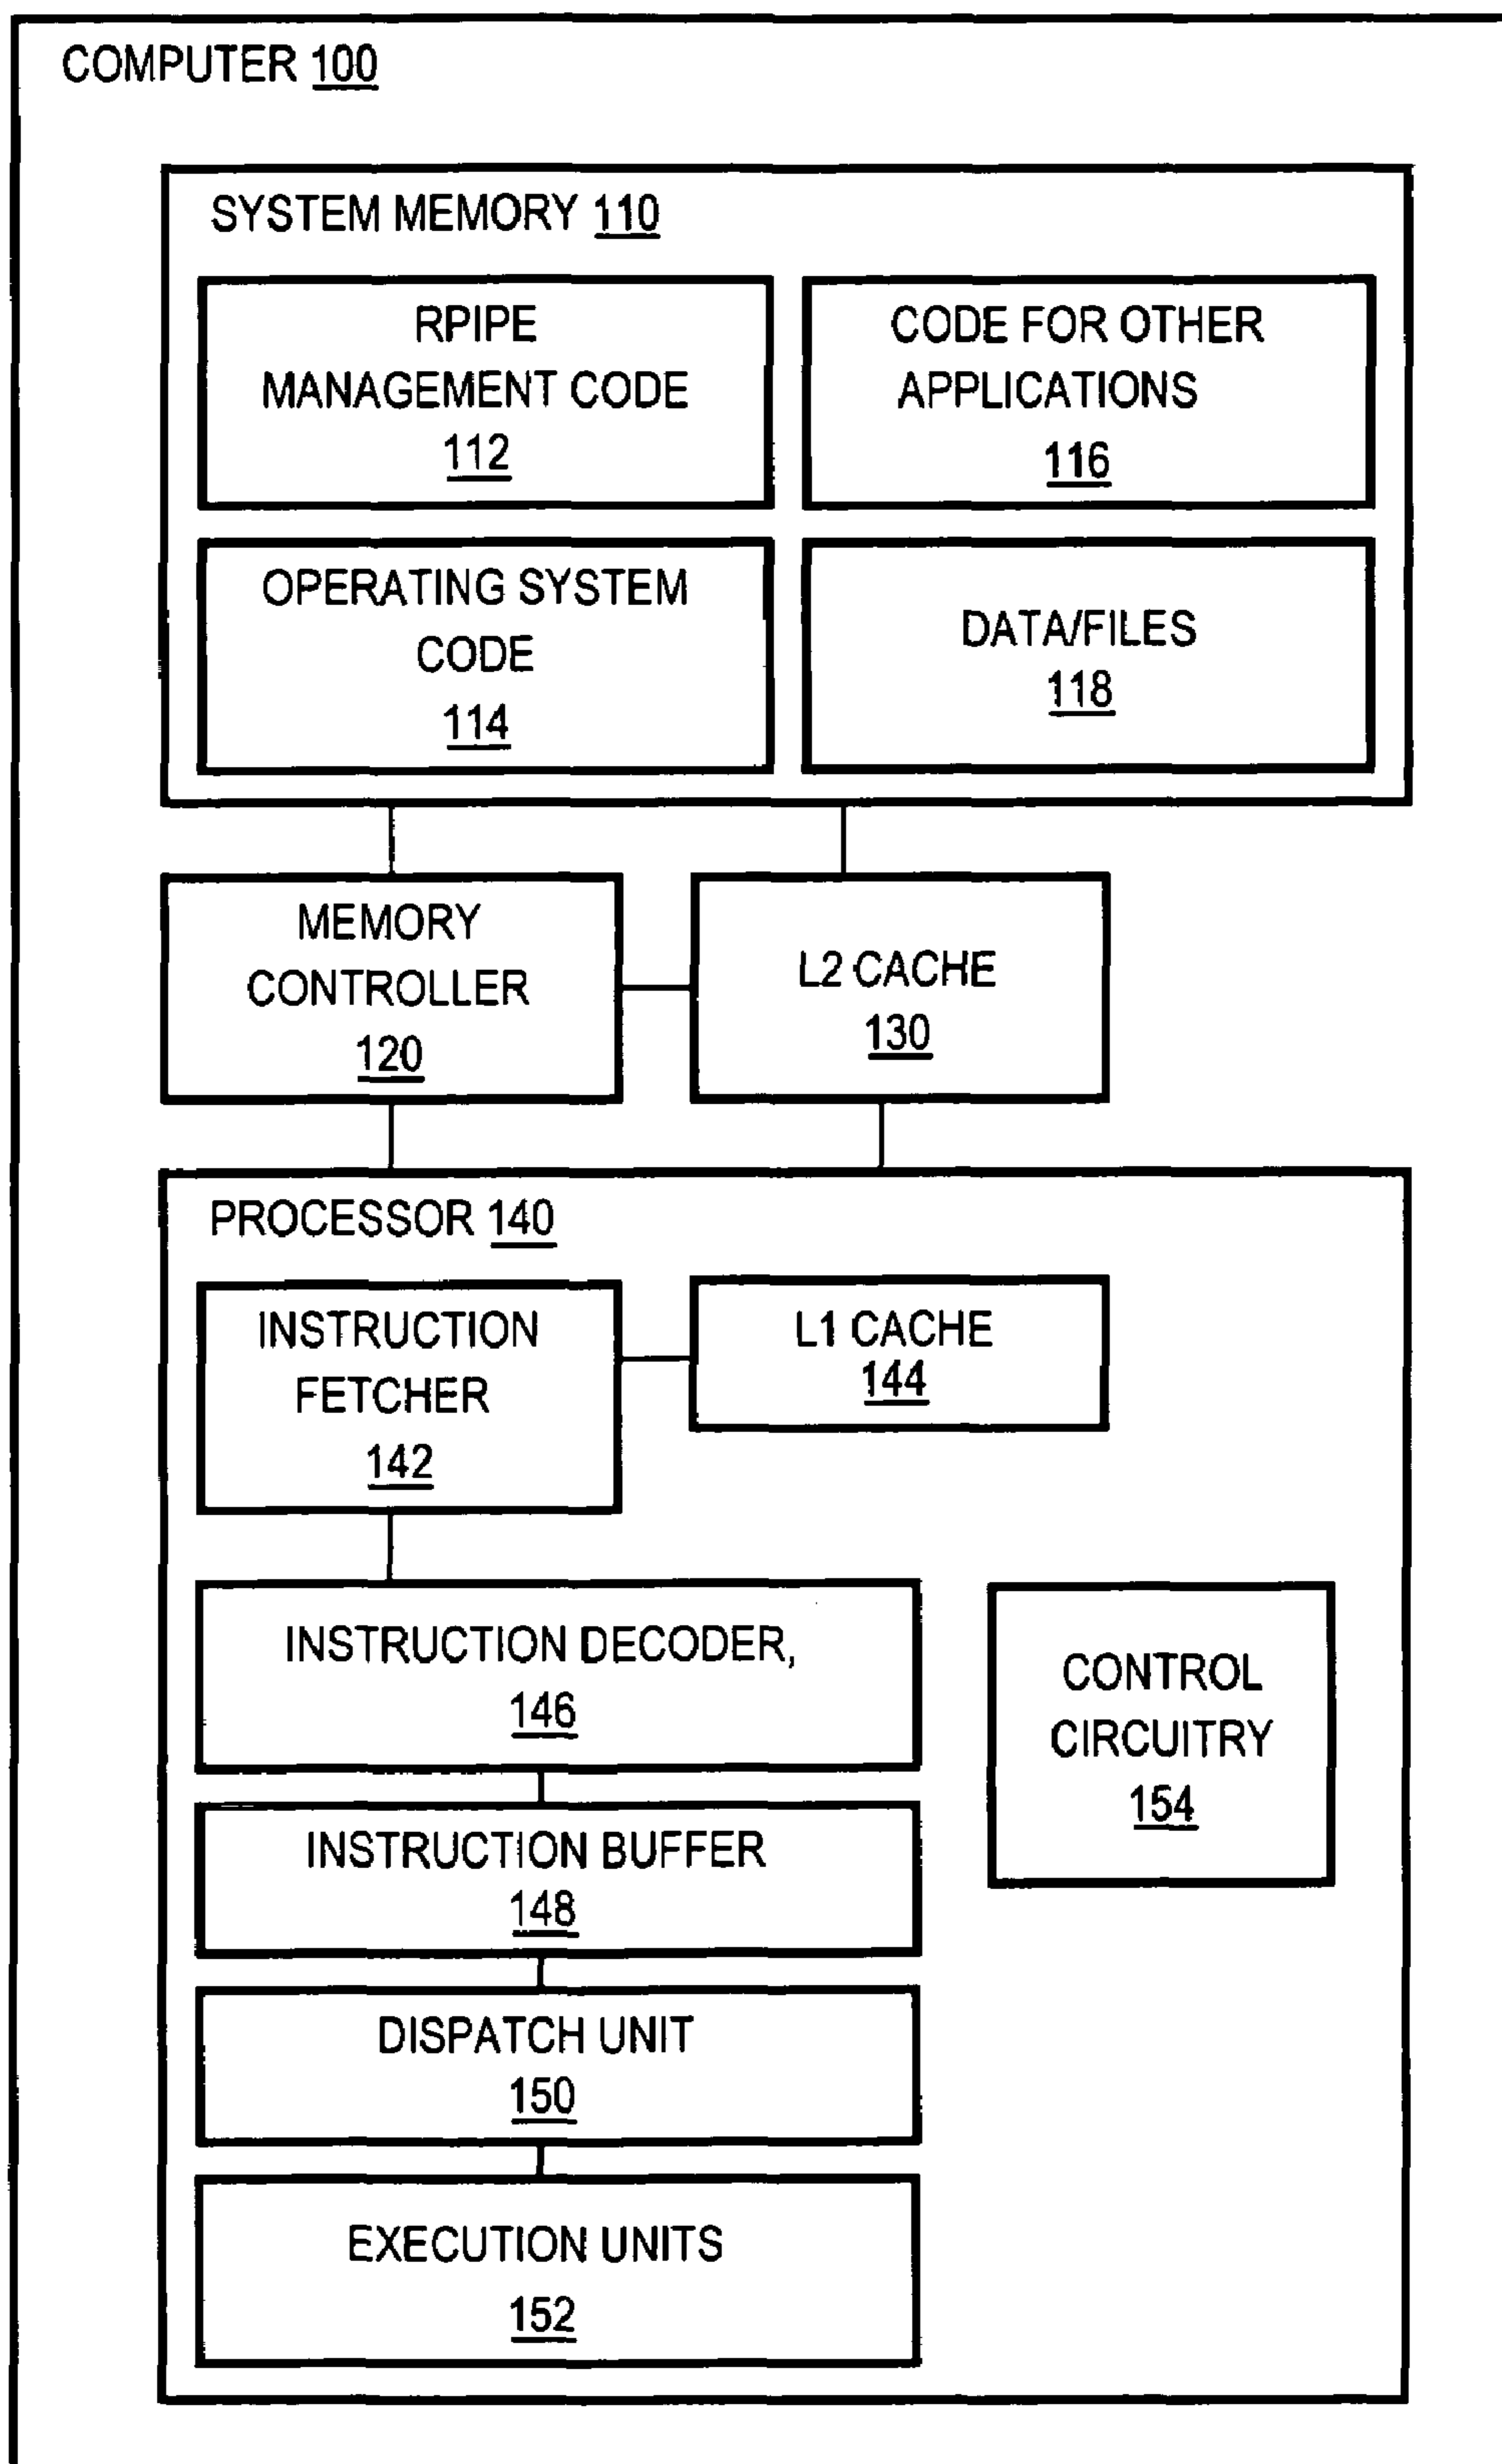 COMPUTER 100
SYSTEM MEMORY 110
RPIPE
MANAGEMENT CODE
112
CODE FOR OTHER
APPLICATIONS
116
OPERATING SYSTEM
CODE
114
DATA/FILES
118
MEMORY
CONTROLLER
120
L2 CACHE
130
PROCESSOR 140
INSTRUCTION
FETCHER
142
L1 CACHE
144
INSTRUCTION DECODER,
146
CONTROL
CIRCUITRY
154
INSTRUCTION BUFFER
148
DISPATCH UNIT
150
EXECUTION UNITS
152